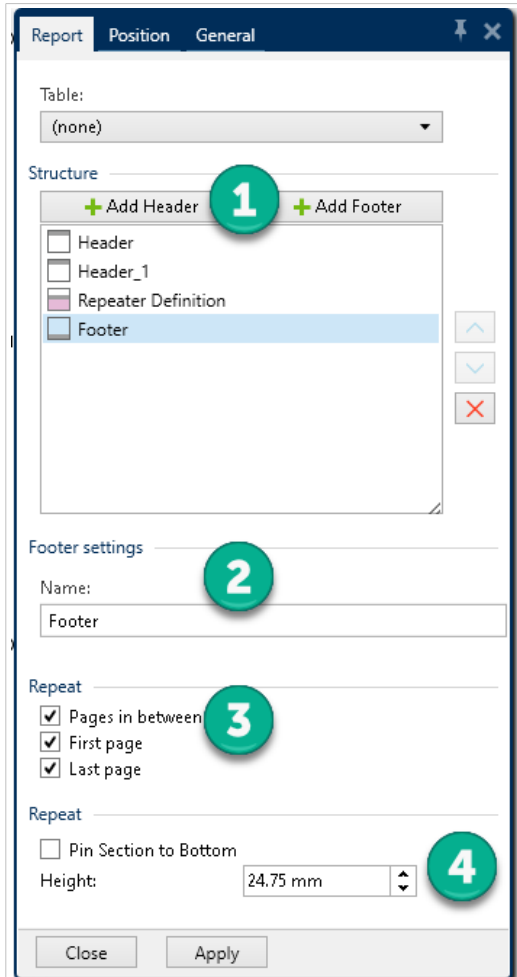 Report Position General
Table:
(none)
Structure
Add Header 1 Add Footer
Header
Header_1
Repeater Definition
Footer
Footer settings
2
Name:
Footer
Repeat
Pages in between
3
First page
Last page
Repeat
Pin Section to Bottom
Height: 24.75 mm 4
Close Apply